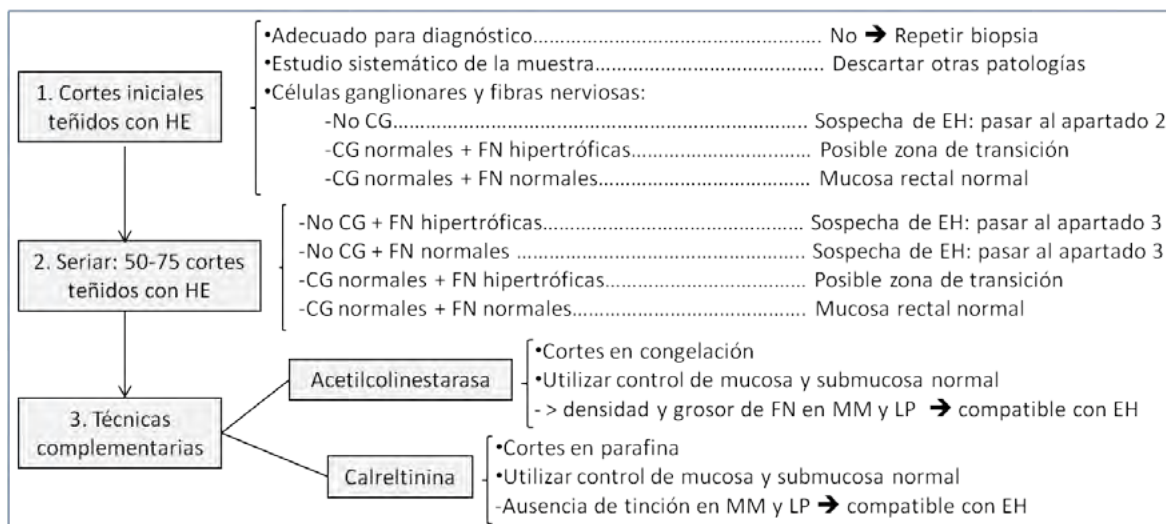 1. Cortes iniciales
teñidos con HE
•Adecuado para diagnóstico.......................................................... No ➔ Repetir biopsia
•Estudio sistemático de la muestra............................................... Descartar otras patologías
•Células ganglionares y fibras nerviosas:
-No CG............................................................................ Sospecha de EH: pasar al apartado 2
-CG normales + FN hipertróficas.................................... Posible zona de transición
-CG normales + FN normales......................................... Mucosa rectal normal
2. Seriar: 50-75 cortes
teñidos con HE
-No CG + FN hipertróficas............................................... Sospecha de EH: pasar al apartado 3
-No CG + FN normales .................................................... Sospecha de EH: pasar al apartado 3
-CG normales + FN hipertróficas.................................... Posible zona de transición
-CG normales + FN normales.......................................... Mucosa rectal normal
3. Técnicas
complementarias
Acetilcolinestarasa
•Cortes en congelación
•Utilizar control de mucosa y submucosa normal
- > densidad y grosor de FN en MM y LP ➔ compatible con EH
Calreltinina
•Cortes en parafina
•Utilizar control de mucosa y submucosa normal
-Ausencia de tinción en MM y LP ➔ compatible con EH